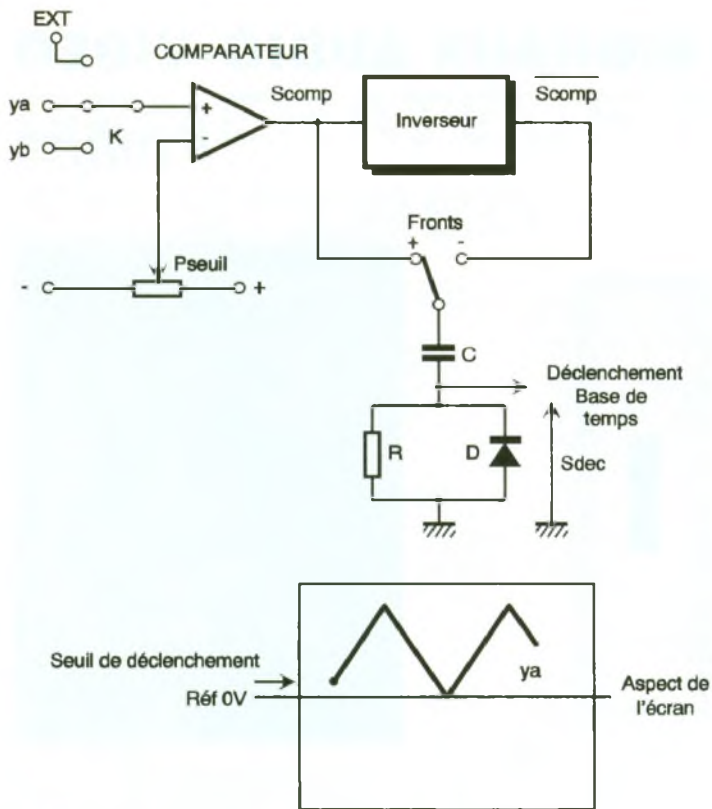 EXT
COMPARATEUR
ya
yb
K
+
-
Scomp
Inverseur
Scomp
Fronts
+
-
Pseuil
-
+
C
Déclenchement
Base de
temps
R
D
Sdec
Seuil de déclenchement
Réf 0V
ya
Aspect de
l'écran